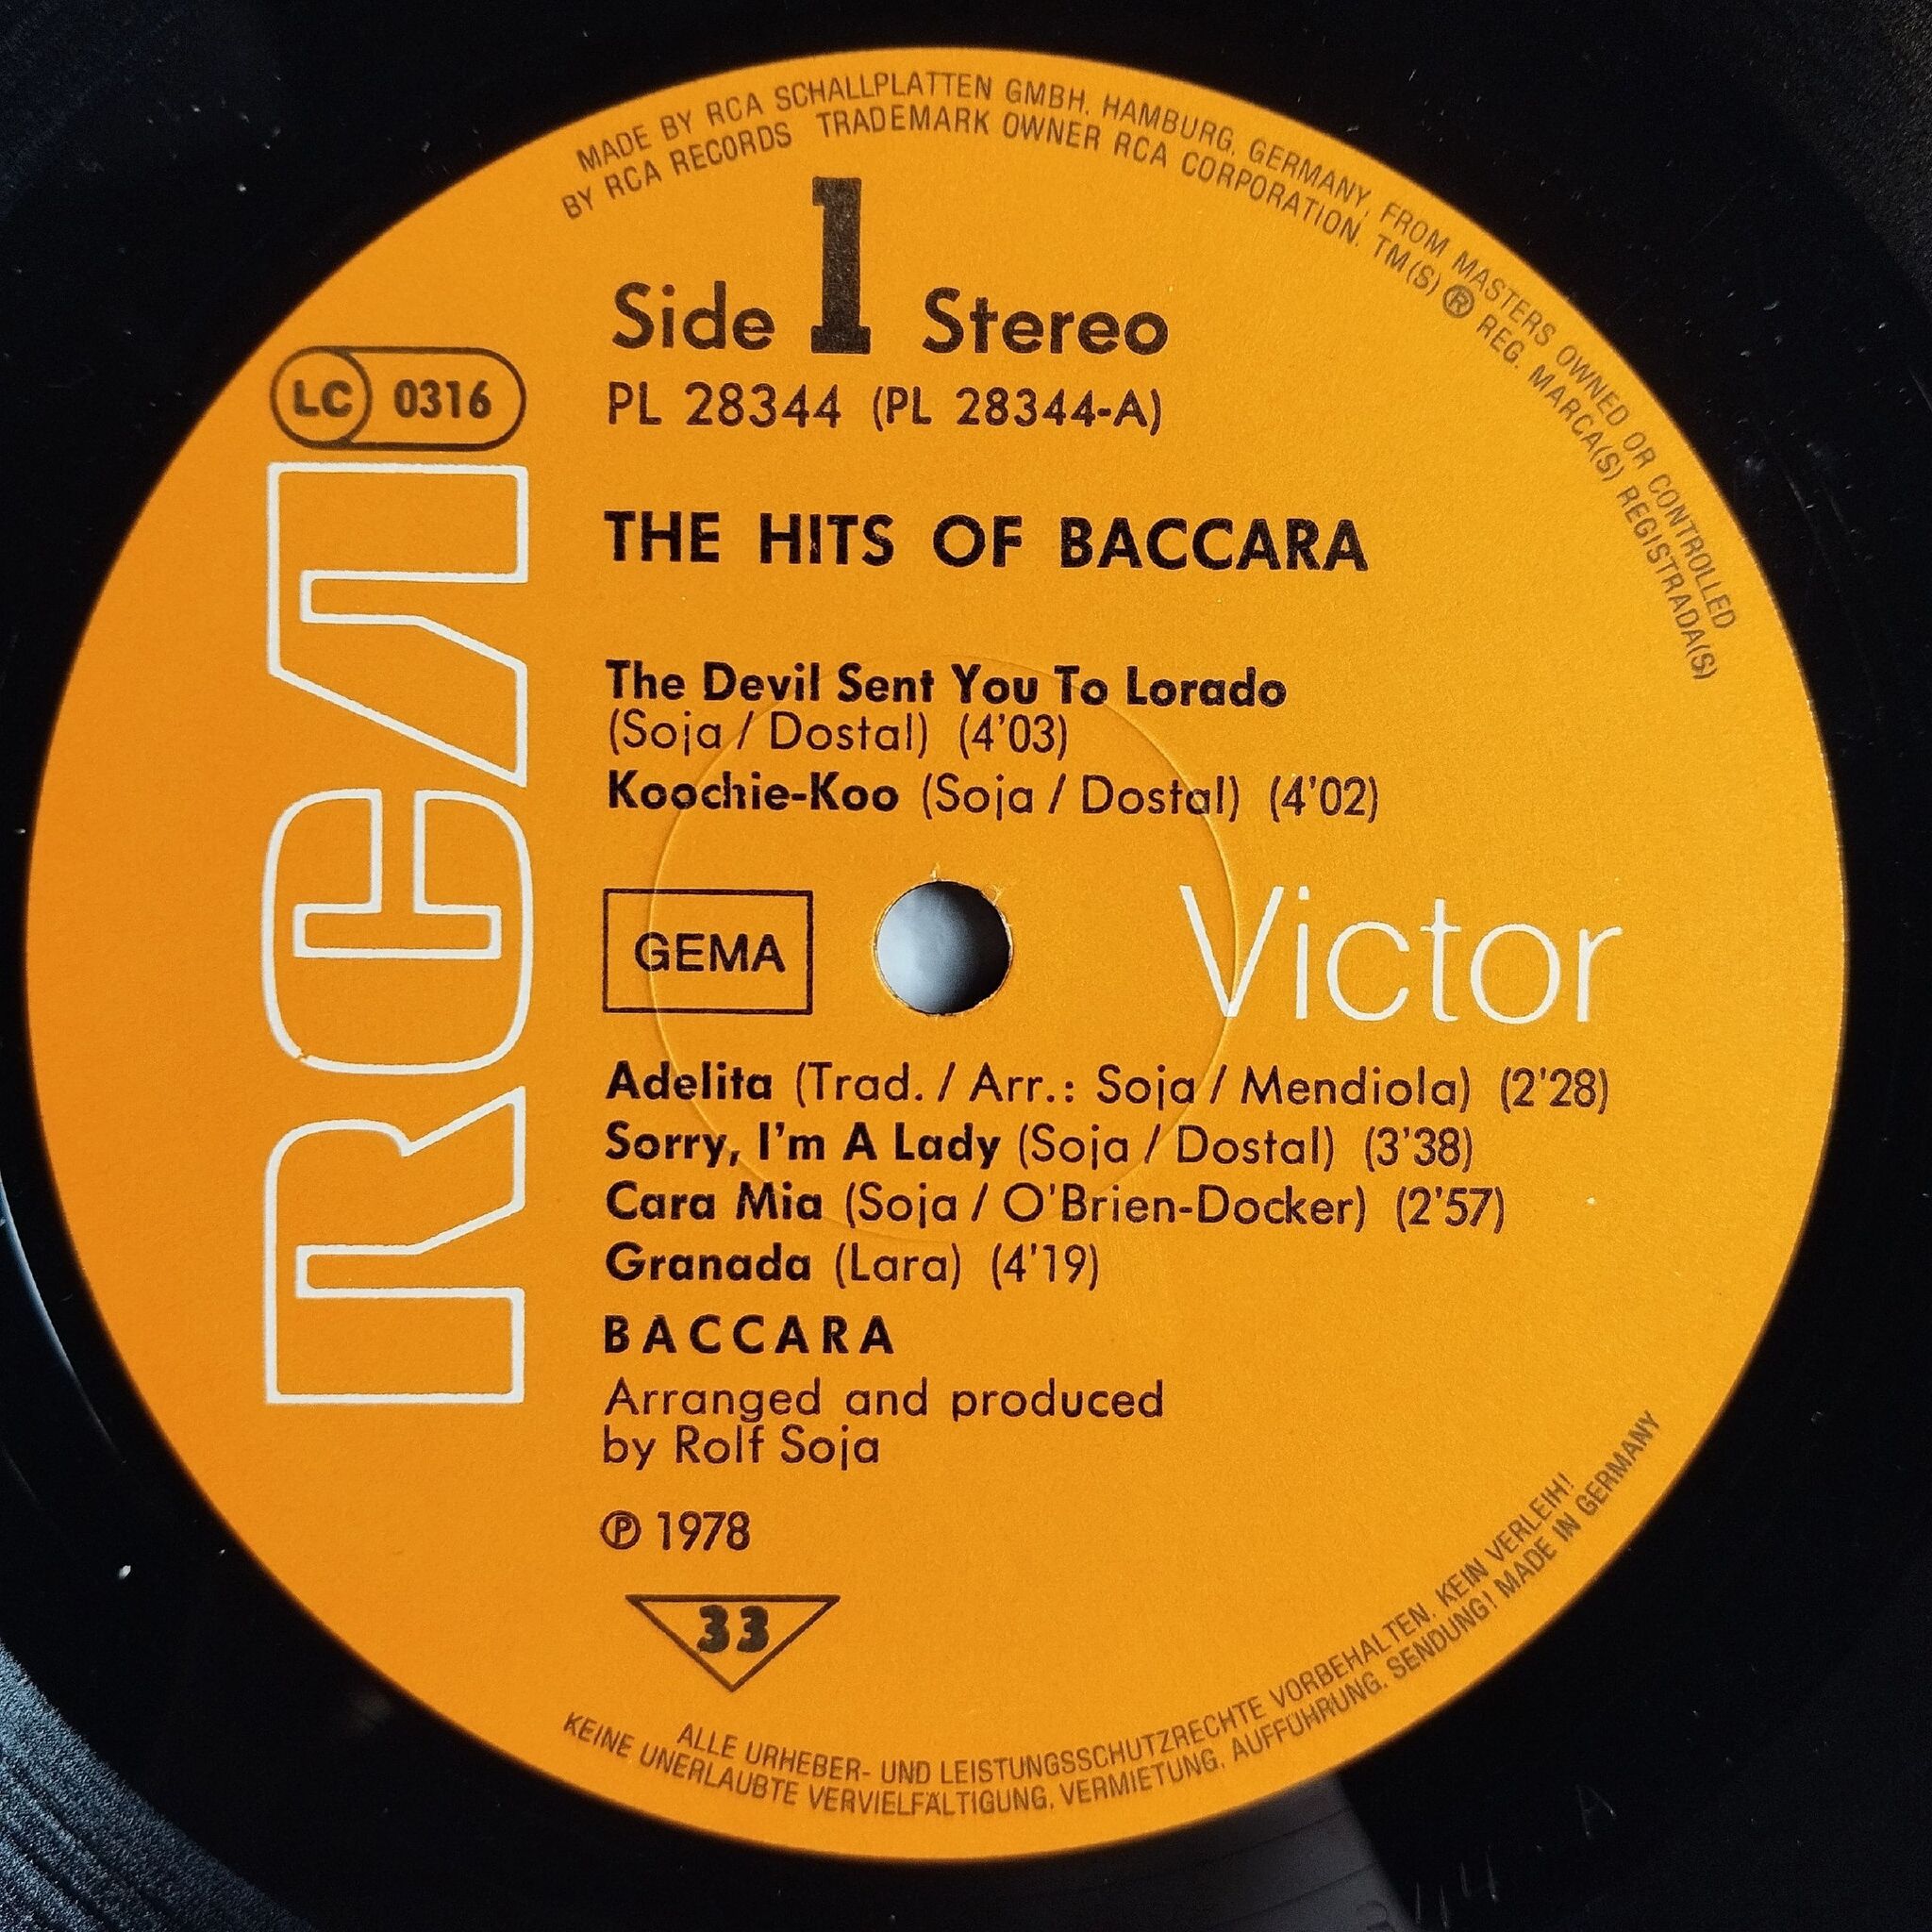 MADE BY RCA SCHALLPLATTEN GMBH, HAMBURG, GERMANY, FROM MASTERS OWNED OR CONTROLLED
BY RCA RECORDS TRADEMARK OWNER RCA CORPORATION. TM(S) ® REG. MARCA(S) REGISTRADA(S)
Side 1 Stereo
LC 0316
PL 28344 (PL 28344-A)
RCA
THE HITS OF BACCARA
The Devil Sent You To Lorado
(Soja / Dostal) (4'03)
Koochie-Koo (Soja / Dostal) (4'02)
GEMA
Victor
Adelita (Trad. / Arr.: Soja / Mendiola) (2'28)
Sorry, I'm A Lady (Soja / Dostal) (3'38)
Cara Mia (Soja / O'Brien-Docker) (2'57)
Granada (Lara) (4'19)
BACCARA
Arranged and produced
by Rolf Soja
℗ 1978
33
ALLE URHEBER- UND LEISTUNGSSCHUTZRECHTE VORBEHALTEN. KEIN VERLEIH!
KEINE UNERLAUBTE VERVIELFÄLTIGUNG, VERMIETUNG, AUFFÜHRUNG, SENDUNG! MADE IN GERMANY